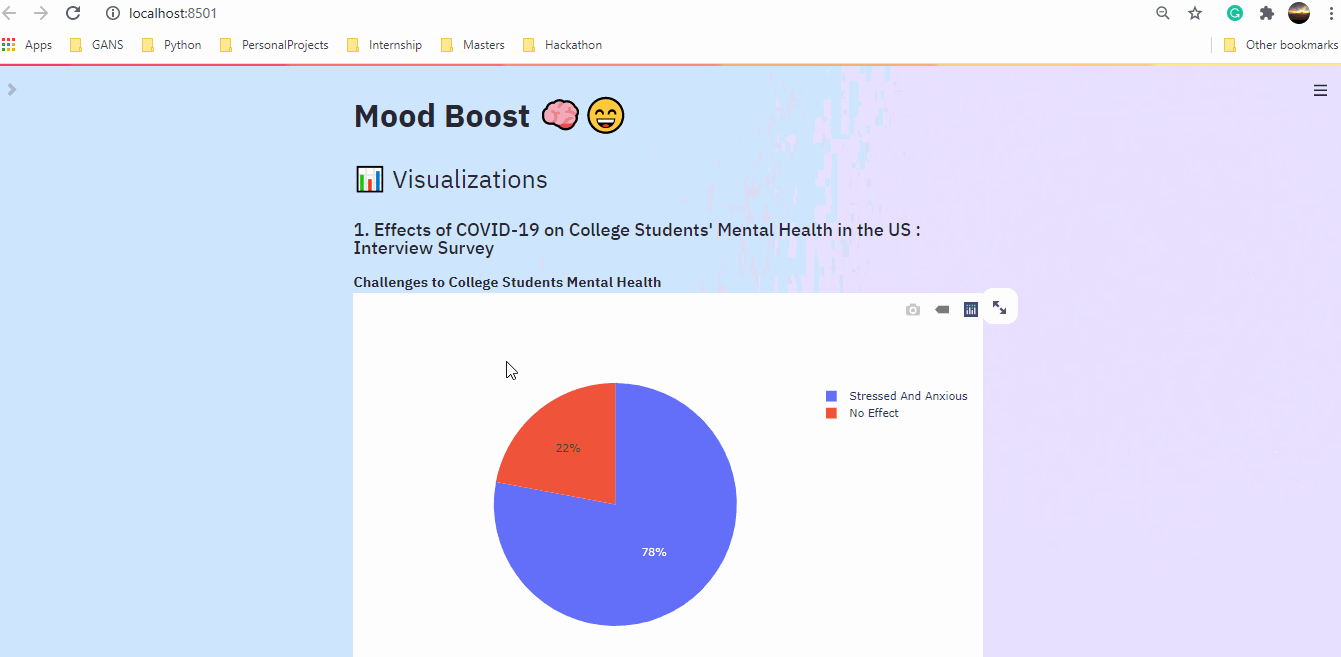 localhost:8501
Apps GANS Python PersonalProjects Internship Masters Hackathon Other bookmarks
Mood Boost
Visualizations
1. Effects of COVID-19 on College Students' Mental Health in the US :
Interview Survey
Challenges to College Students Mental Health
Stressed And Anxious
No Effect
22%
78%